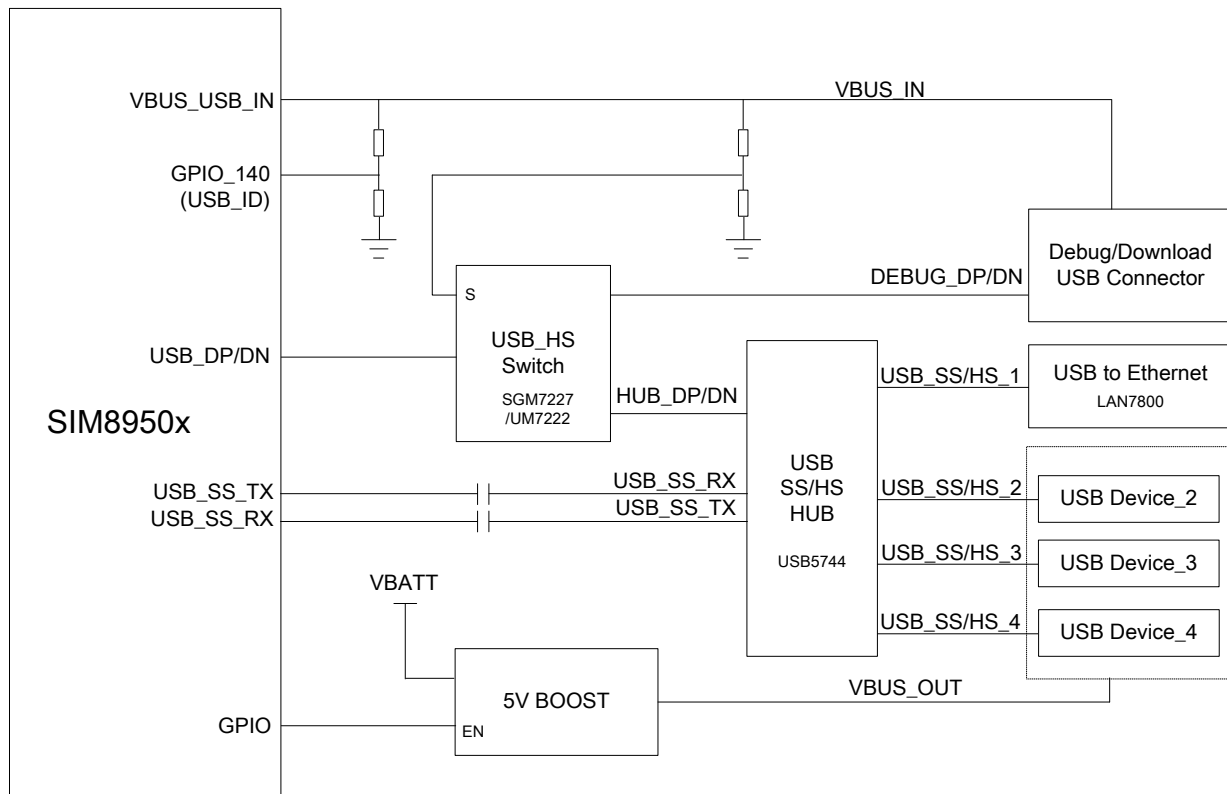 VBUS_USB_IN
VBUS_IN
GPIO_140
(USB_ID)
Debug/Download
USB Connector
DEBUG_DP/DN
S
USB_HS
Switch
SGM7227
/UM7222
USB_DP/DN
HUB_DP/DN
USB_SS/HS_1
USB to Ethernet
LAN7800
SIM8950x
USB
SS/HS
HUB
USB5744
USB_SS_TX
USB_SS_RX
USB_SS_RX
USB_SS_TX
USB_SS/HS_2
USB Device_2
USB_SS/HS_3
USB Device_3
USB_SS/HS_4
USB Device_4
VBATT
5V BOOST
EN
VBUS_OUT
GPIO